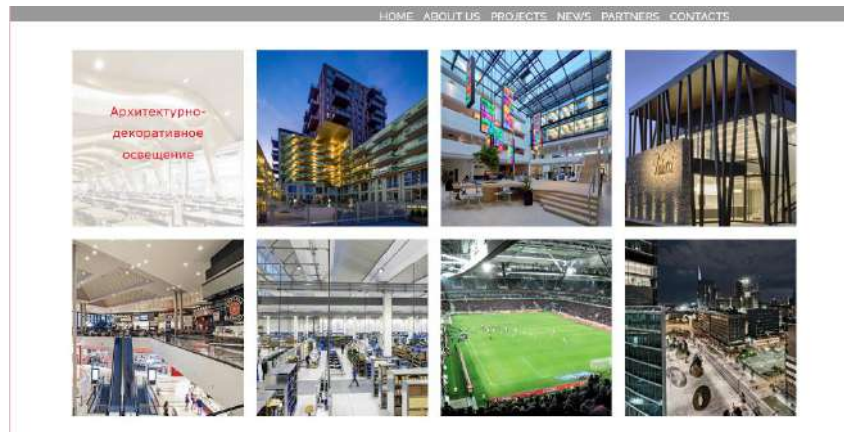 HOME ABOUT US PROJECTS NEWS PARTNERS CONTACTS
Архитектурно-
декоративное
освещение